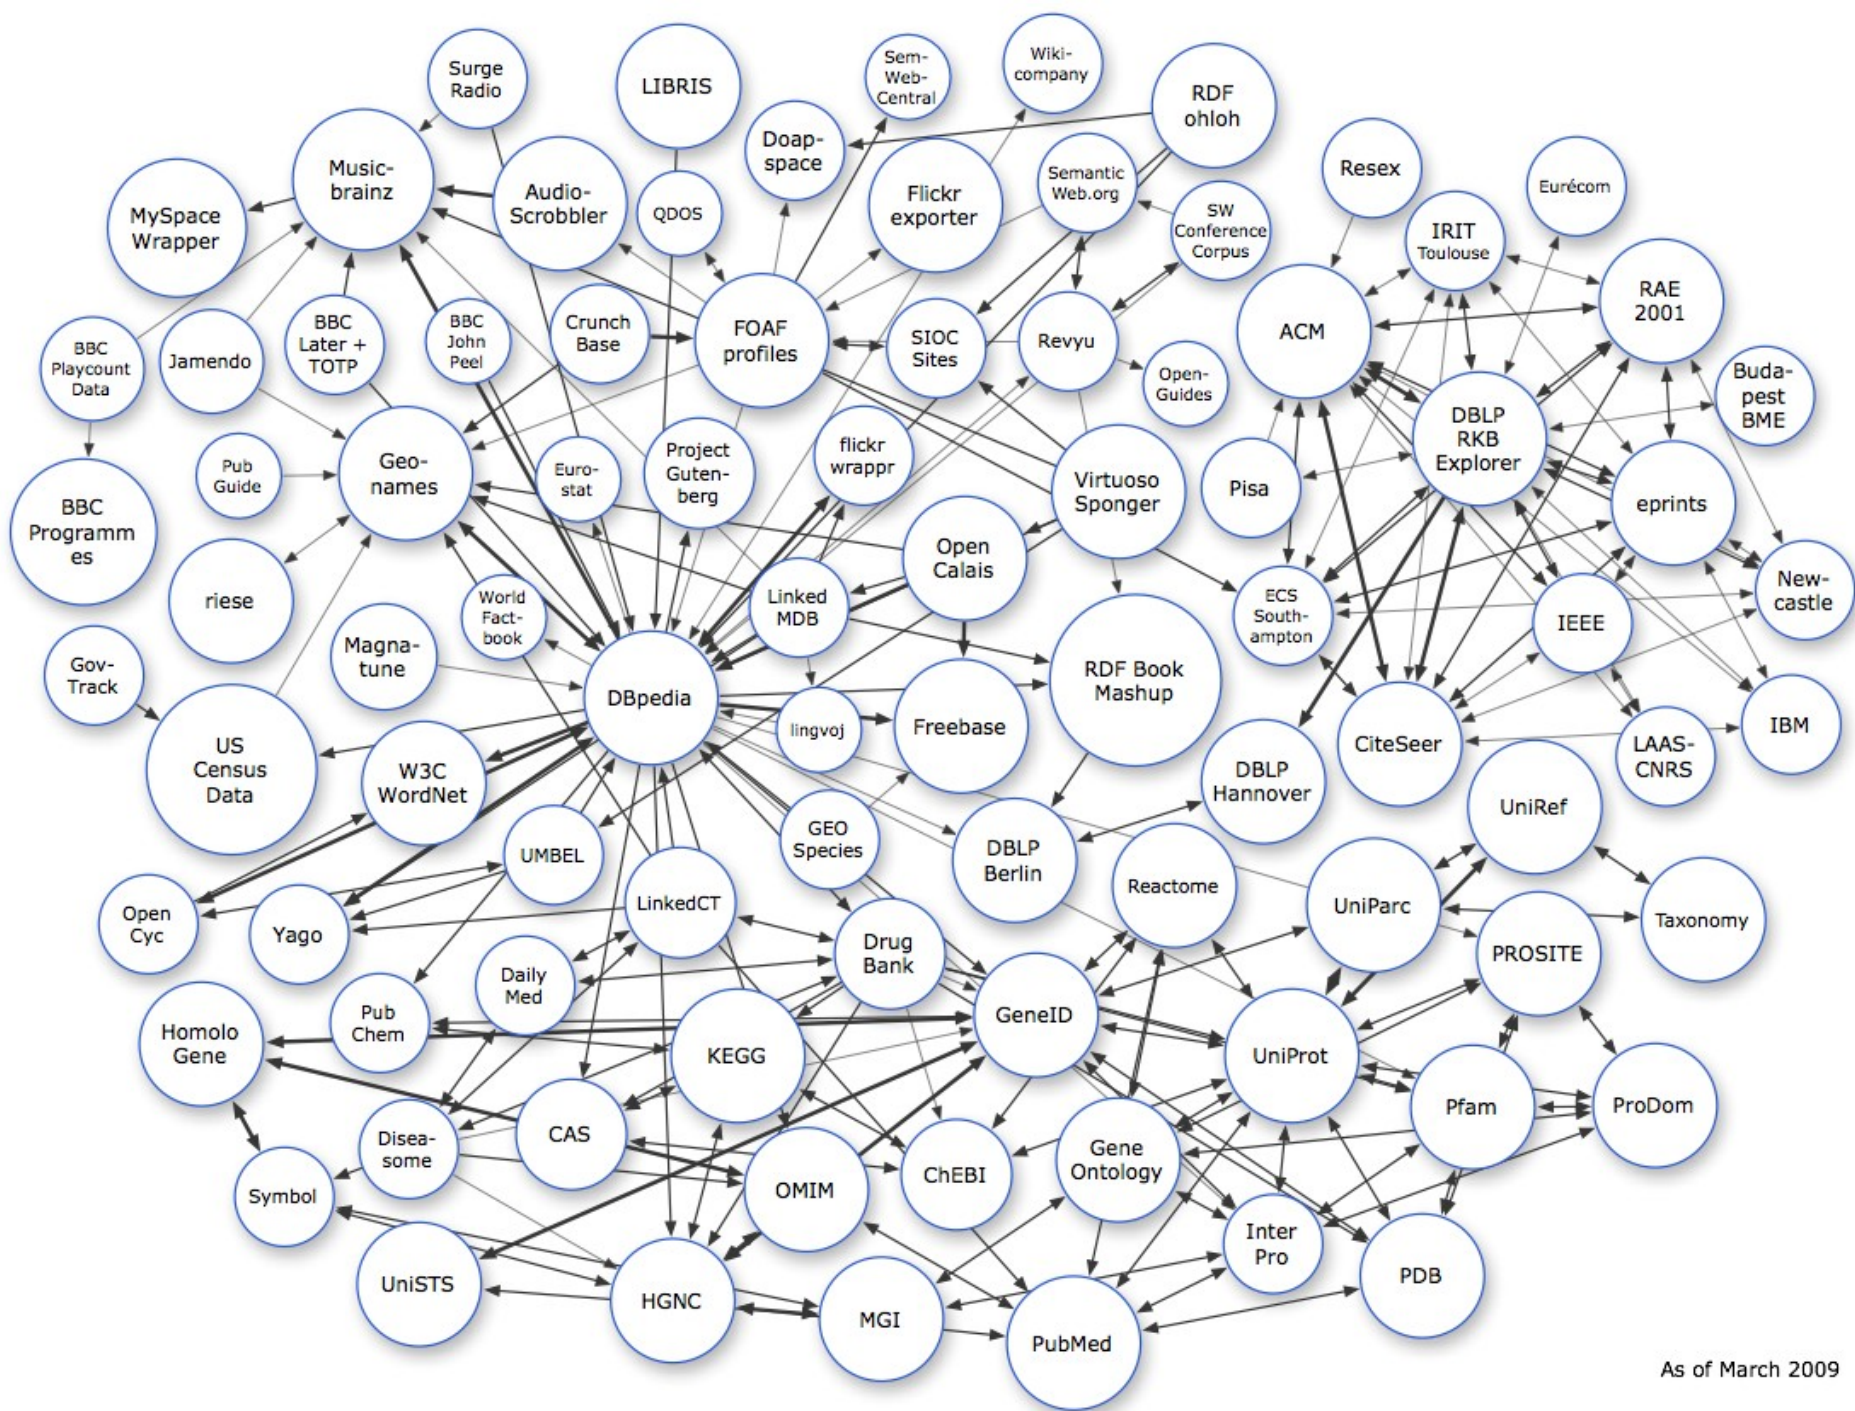 Surge
Radio
LIBRIS
Sem-
Web-
Central
Wiki-
company
RDF
ohloh
Doap-
space
Music-
brainz
Audio-
Scrobbler
QDOS
Flickr
exporter
Semantic
Web.org
SW
Conference
Corpus
Resex
Eurécom
MySpace
Wrapper
IRIT
Toulouse
RAE
2001
BBC
Playcount
Data
Jamendo
BBC
Later +
TOTP
BBC
John
Peel
Crunch
Base
FOAF
profiles
SIOC
Sites
Revyu
Open-
Guides
ACM
Buda-
pest
BME
DBLP
RKB
Explorer
Pub
Guide
Geo-
names
Euro-
stat
Project
Guten-
berg
flickr
wrappr
Virtuoso
Sponger
Pisa
eprints
BBC
Programm
es
riese
Open
Calais
World
Fact-
book
Linked
MDB
ECS
South-
ampton
IEEE
New-
castle
Gov-
Track
Magna-
tune
DBpedia
RDF Book
Mashup
US
Census
Data
W3C
WordNet
lingvoj
Freebase
DBLP
Hannover
CiteSeer
LAAS-
CNRS
IBM
UMBEL
GEO
Species
DBLP
Berlin
Reactome
UniParc
UniRef
Taxonomy
Open
Cyc
Yago
LinkedCT
Drug
Bank
PROSITE
Homolo
Gene
Pub
Chem
Daily
Med
KEGG
GeneID
UniProt
Pfam
ProDom
Disea-
some
CAS
OMIM
ChEBI
Gene
Ontology
Symbol
Inter
Pro
PDB
UniSTS
HGNC
MGI
PubMed
As of March 2009